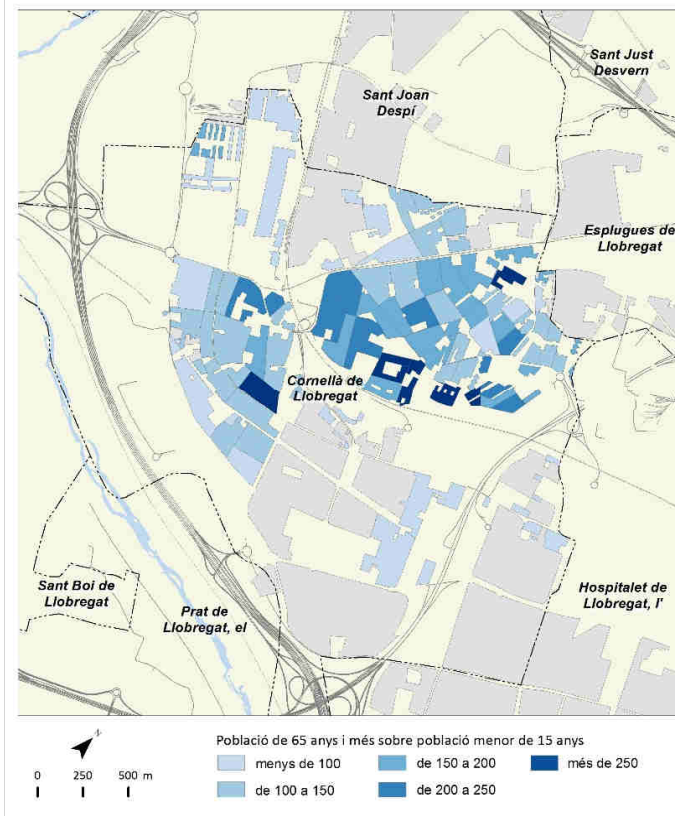 Sant Just
Desvern
Sant Joan
Despí
Esplugues de
Llobregat
Cornellà de
Llobregat
Sant Boi de
Llobregat
Prat de
Llobregat, el
Hospitalet de
Llobregat, l'
Població de 65 anys i més sobre població menor de 15 anys
menys de 100
de 150 a 200
més de 250
de 100 a 150
de 200 a 250
0 250 500 m